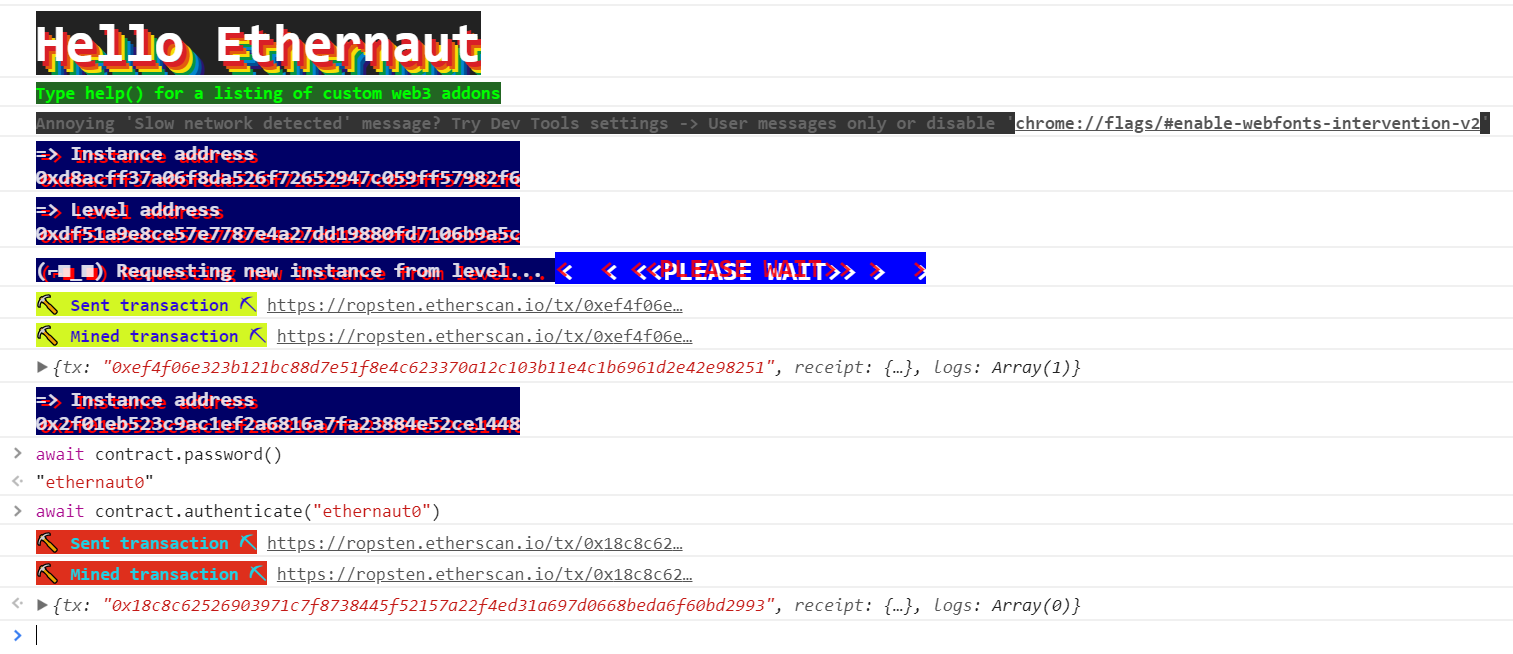 Hello Ethernaut
Type help() for a listing of custom web3 addons
Annoying 'Slow network detected' message? Try Dev Tools settings -> User messages only or disable 'chrome://flags/#enable-webfonts-intervention-v2'
=> Instance address
0xd8acff37a06f8da526f72652947c059ff57982f6
=> Level address
0xdf51a9e8ce57e7787e4a27dd19880fd7106b9a5c
(⌐■_■) Requesting new instance from level... < < <<PLEASE WAIT>> > >
⛏️ Sent transaction ⛏ https://ropsten.etherscan.io/tx/0xef4f06e…
⛏️ Mined transaction ⛏ https://ropsten.etherscan.io/tx/0xef4f06e…
▶{tx: "0xef4f06e323b121bc88d7e51f8e4c623370a12c103b11e4c1b6961d2e42e98251", receipt: {…}, logs: Array(1)}
=> Instance address
0x2f01eb523c9ac1ef2a6816a7fa23884e52ce1448
> await contract.password()
<· "ethernaut0"
> await contract.authenticate("ethernaut0")
⛏️ Sent transaction ⛏ https://ropsten.etherscan.io/tx/0x18c8c62…
⛏️ Mined transaction ⛏ https://ropsten.etherscan.io/tx/0x18c8c62…
<· ▶{tx: "0x18c8c62526903971c7f8738445f52157a22f4ed31a697d0668beda6f60bd2993", receipt: {…}, logs: Array(0)}
>